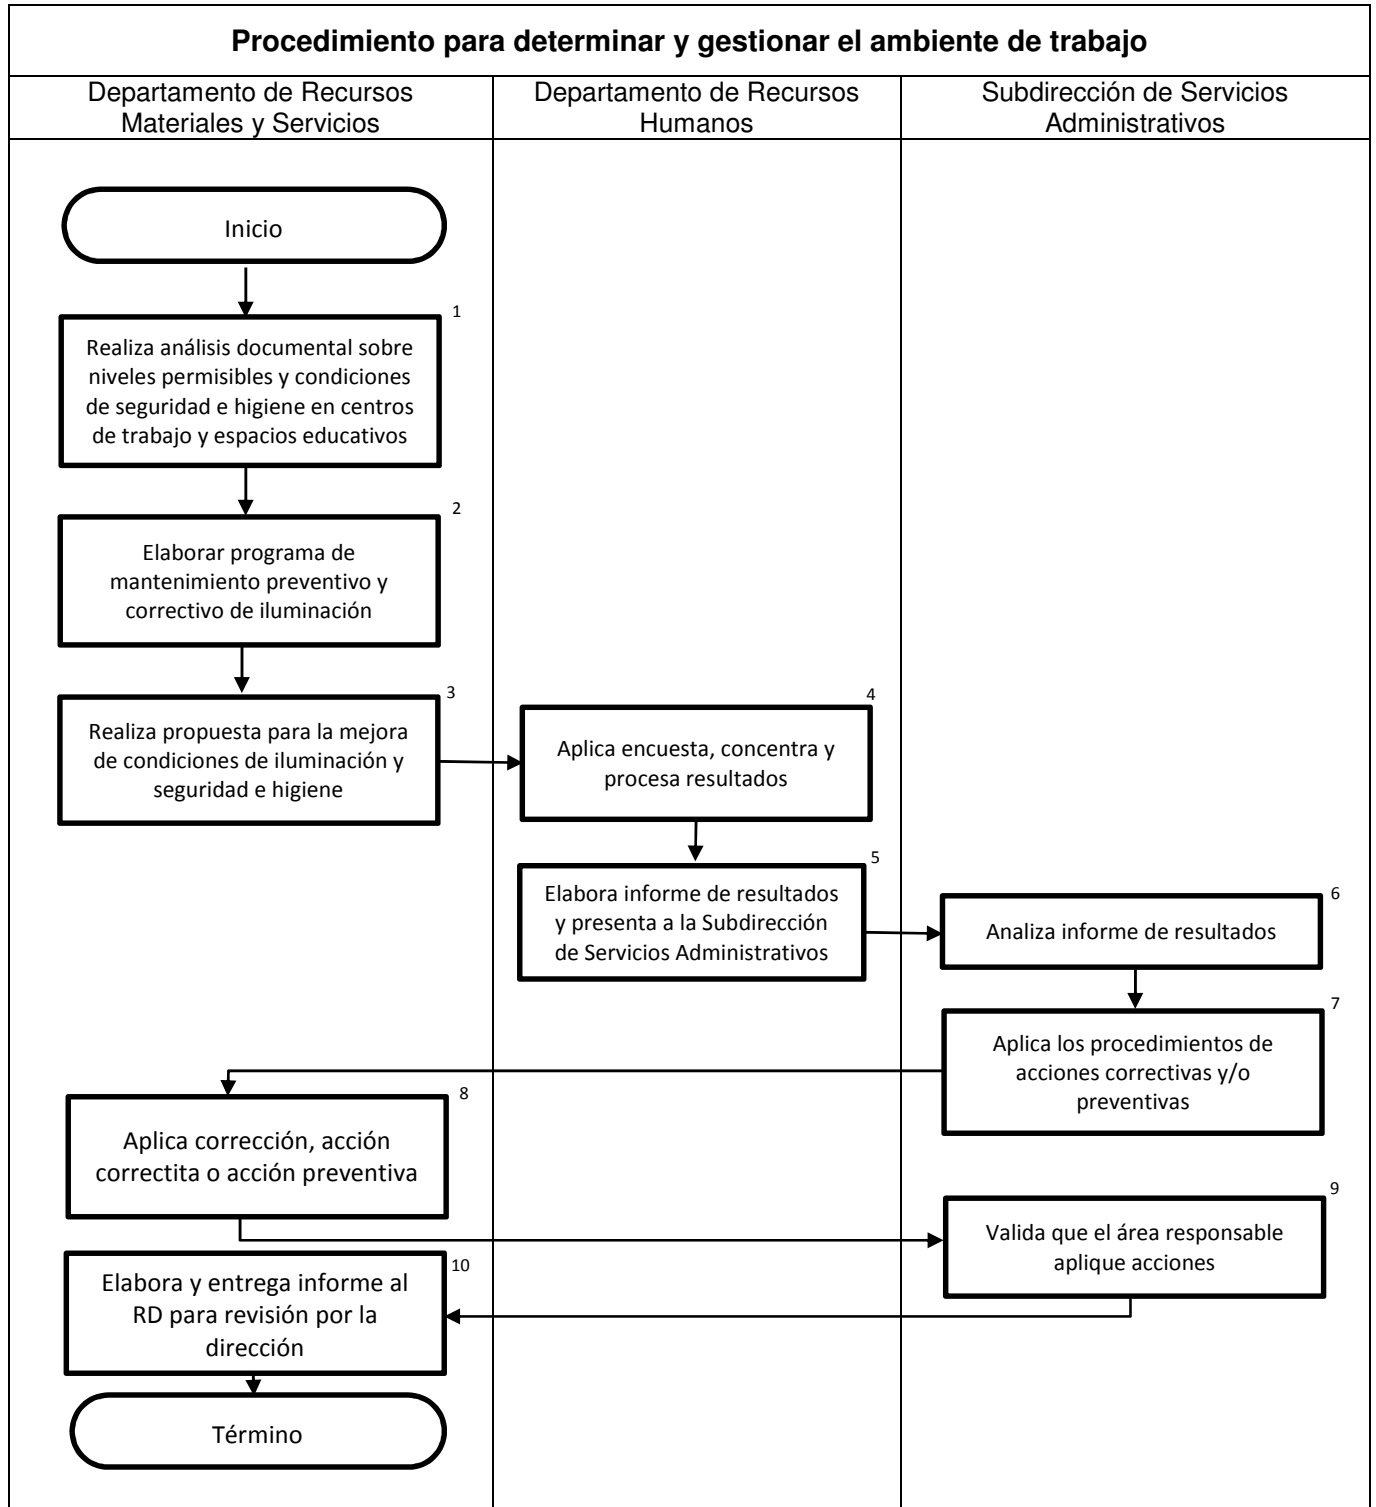 Procedimiento para determinar y gestionar el ambiente de trabajo
Departamento de Recursos
Materiales y Servicios
Departamento de Recursos
Humanos
Subdirección de Servicios
Administrativos
Inicio
1
Realiza análisis documental sobre
niveles permisibles y condiciones
de seguridad e higiene en centros
de trabajo y espacios educativos
2
Elaborar programa de
mantenimiento preventivo y
correctivo de iluminación
3
Realiza propuesta para la mejora
de condiciones de iluminación y
seguridad e higiene
4
Aplica encuesta, concentra y
procesa resultados
5
Elabora informe de resultados
y presenta a la Subdirección
de Servicios Administrativos
6
Analiza informe de resultados
7
Aplica los procedimientos de
acciones correctivas y/o
preventivas
8
Aplica corrección, acción
correctita o acción preventiva
9
Valida que el área responsable
aplique acciones
10
Elabora y entrega informe al
RD para revisión por la
dirección
Término